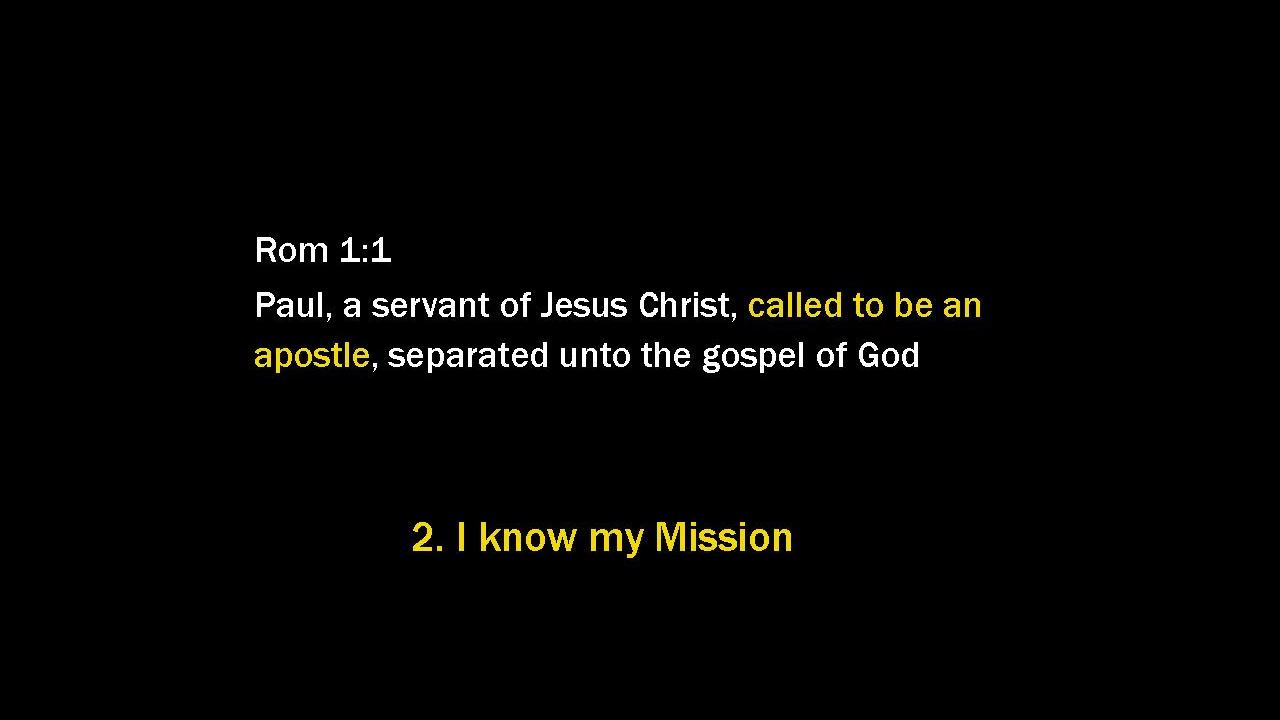 Rom 1:1
Paul, a servant of Jesus Christ, called to be an
apostle, separated unto the gospel of God
2. I know my Mission